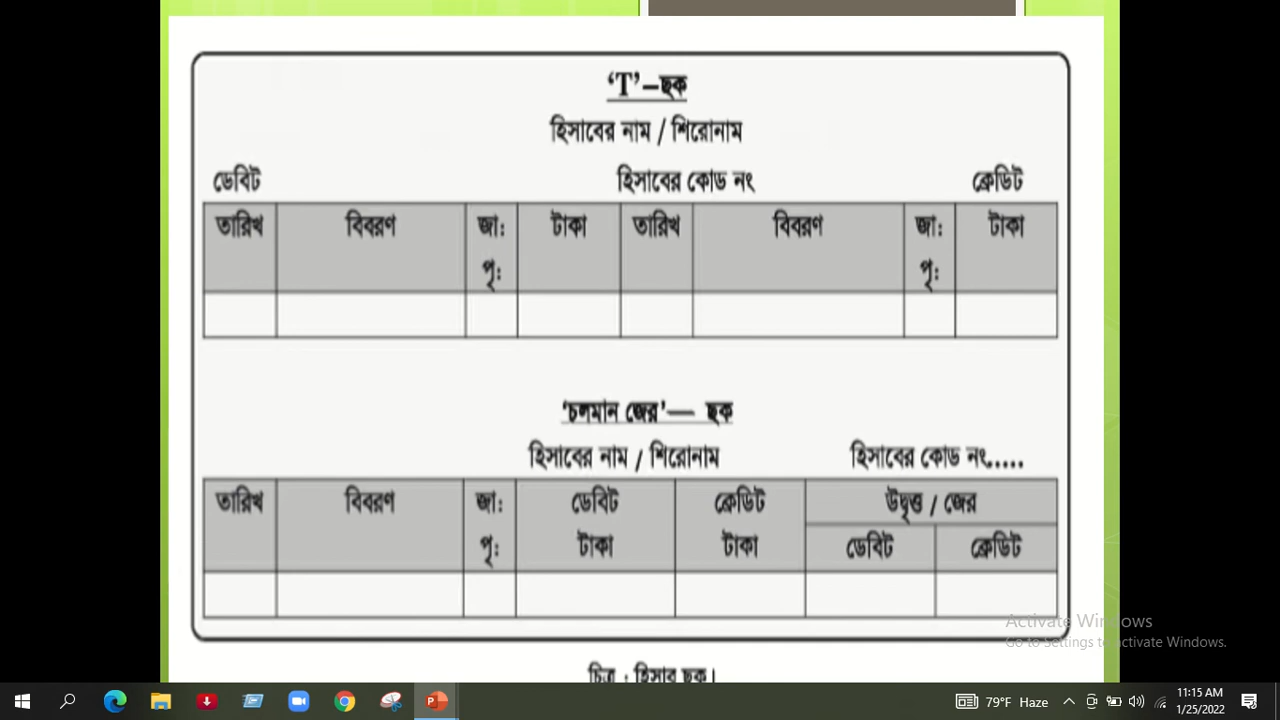 ‘T’–ছক
হিসাবের নাম / শিরোনাম
ডেবিট হিসাবের কোড নং ক্রেডিট
তারিখ বিবরণ জা: টাকা তারিখ বিবরণ জা: টাকা
পৃ: পৃ:
‘চলমান জের’— ছক
হিসাবের নাম / শিরোনাম হিসাবের কোড নং.....
তারিখ বিবরণ জা: ডেবিট ক্রেডিট উদ্বৃত্ত / জের
পৃ: টাকা টাকা ডেবিট ক্রেডিট
Activate Windows
Go to Settings to activate Windows.
চিত্র : হিসাব ছক।
79°F Haze
11:15 AM
1/25/2022